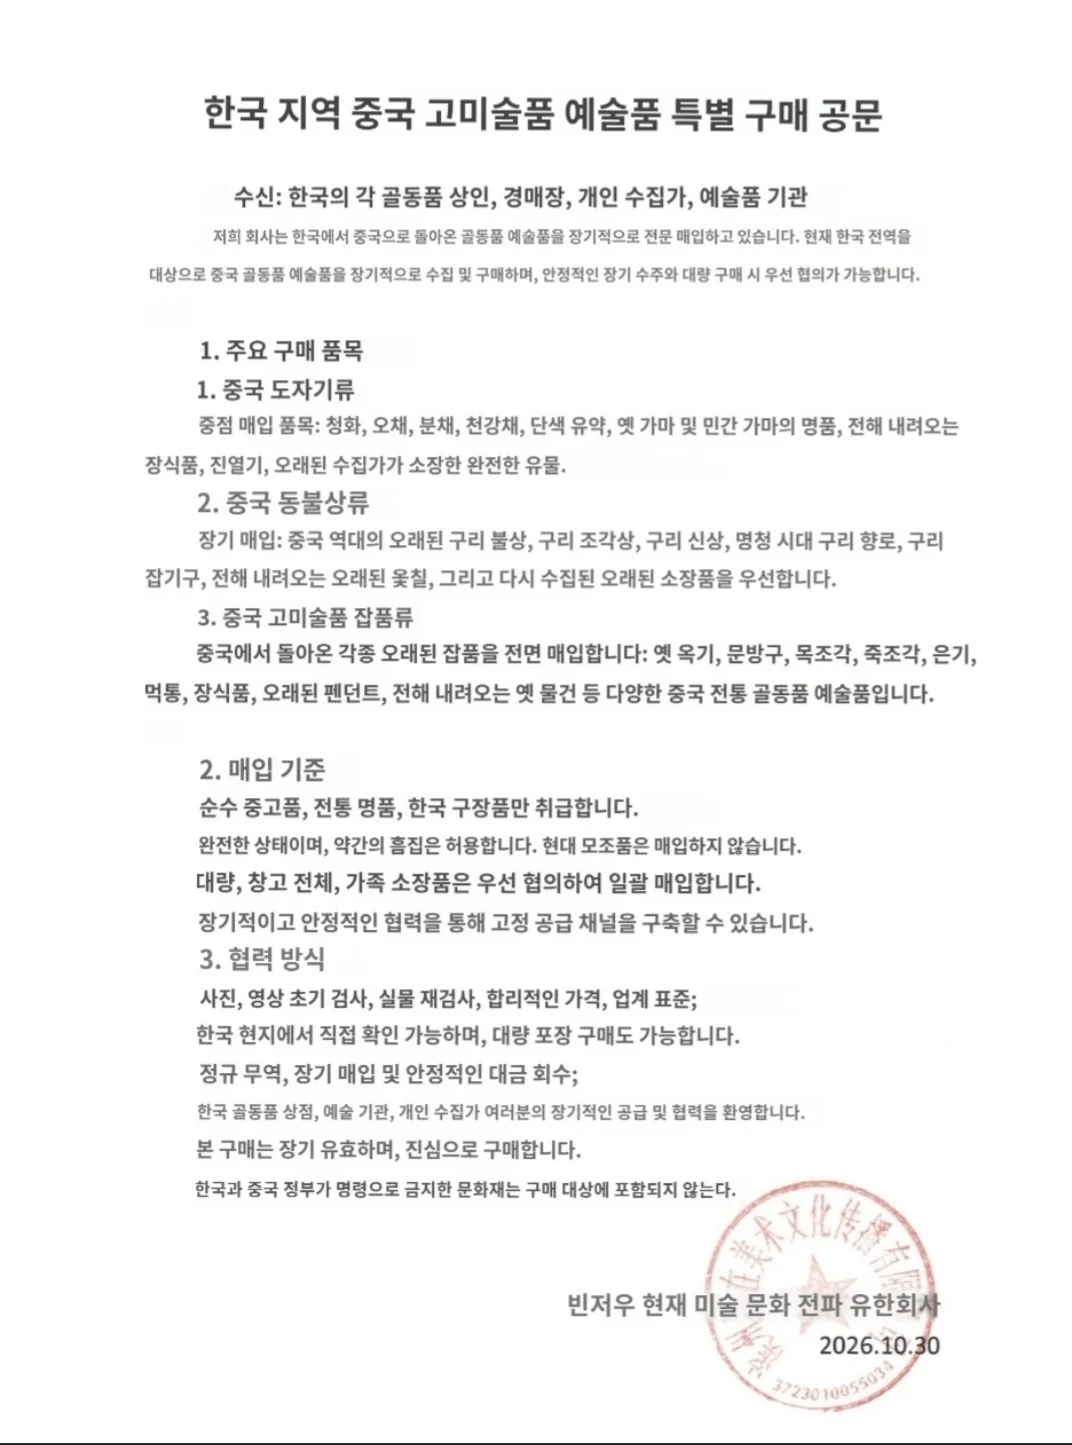 한국 지역 중국 고미술품 예술품 특별 구매 공문
수신: 한국의 각 골동품 상인, 경매장, 개인 수집가, 예술품 기관
저희 회사는 한국에서 중국으로 돌아온 골동품 예술품을 장기적으로 전문 매입하고 있습니다. 현재 한국 전역을
대상으로 중국 골동품 예술품을 장기적으로 수집 및 구매하며, 안정적인 장기 수주와 대량 구매 시 우선 협의가 가능합니다.
1. 주요 구매 품목
1. 중국 도자기류
중점 매입 품목: 청화, 오채, 분채, 천강채, 단색 유약, 옛 가마 및 민간 가마의 명품, 전해 내려오는
장식품, 진열기, 오래된 수집가가 소장한 완전한 유물.
2. 중국 동불상류
장기 매입: 중국 역대의 오래된 구리 불상, 구리 조각상, 구리 신상, 명청 시대 구리 향로, 구리
잡기구, 전해 내려오는 오래된 옻칠, 그리고 다시 수집된 오래된 소장품을 우선합니다.
3. 중국 고미술품 잡품류
중국에서 돌아온 각종 오래된 잡품을 전면 매입합니다: 옛 옥기, 문방구, 목조각, 죽조각, 은기,
먹통, 장식품, 오래된 펜던트, 전해 내려오는 옛 물건 등 다양한 중국 전통 골동품 예술품입니다.
2. 매입 기준
순수 중고품, 전통 명품, 한국 구장품만 취급합니다.
완전한 상태이며, 약간의 흠집은 허용합니다. 현대 모조품은 매입하지 않습니다.
대량, 창고 전체, 가족 소장품은 우선 협의하여 일괄 매입합니다.
장기적이고 안정적인 협력을 통해 고정 공급 채널을 구축할 수 있습니다.
3. 협력 방식
사진, 영상 초기 검사, 실물 재검사, 합리적인 가격, 업계 표준;
한국 현지에서 직접 확인 가능하며, 대량 포장 구매도 가능합니다.
정규 무역, 장기 매입 및 안정적인 대금 회수;
한국 골동품 상점, 예술 기관, 개인 수집가 여러분의 장기적인 공급 및 협력을 환영합니다.
본 구매는 장기 유효하며, 진심으로 구매합니다.
한국과 중국 정부가 명령으로 금지한 문화재는 구매 대상에 포함되지 않는다.
州 在美术文化传播有限
빈저우 현재 미술 문화 전파 유한회사
2026.10.30
3723010055034